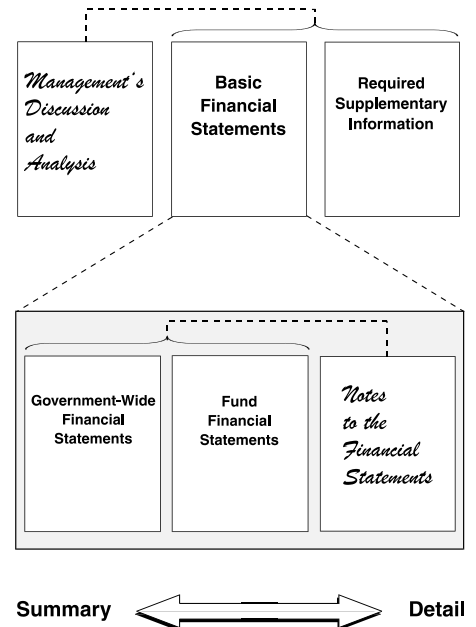 Management's
Discussion
and
Analysis
Basic
Financial
Statements
Required
Supplementary
Information
Government-Wide
Financial
Statements
Fund
Financial
Statements
Notes
to the
Financial
Statements
Summary
Detail